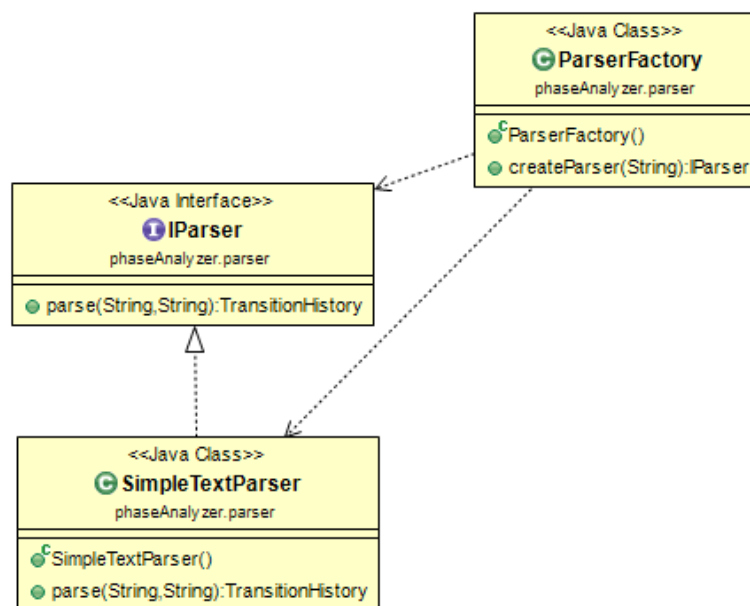 <<Java Class>>
ParserFactory
phaseAnalyzer.parser
ParserFactory()
createParser(String):IParser
<<Java Interface>>
IParser
phaseAnalyzer.parser
parse(String,String):TransitionHistory
<<Java Class>>
SimpleTextParser
phaseAnalyzer.parser
SimpleTextParser()
parse(String,String):TransitionHistory